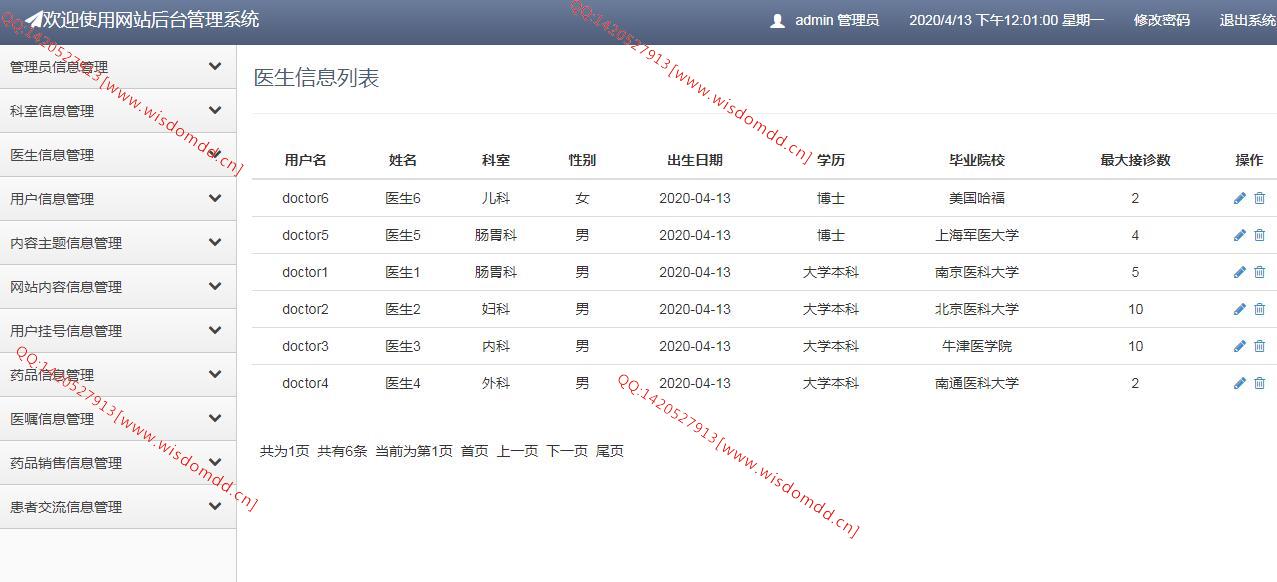 欢迎使用网站后台管理系统 admin 管理员 2020/4/13 下午12:01:00 星期一 修改密码 退出系统
管理员信息管理
科室信息管理
医生信息管理
用户信息管理
内容主题信息管理
网站内容信息管理
用户挂号信息管理
药品信息管理
医嘱信息管理
药品销售信息管理
患者交流信息管理
医生信息列表
用户名 姓名 科室 性别 出生日期 学历 毕业院校 最大接诊数 操作
doctor6 医生6 儿科 女 2020-04-13 博士 美国哈福 2
doctor5 医生5 肠胃科 男 2020-04-13 博士 上海军医大学 4
doctor1 医生1 肠胃科 男 2020-04-13 大学本科 南京医科大学 5
doctor2 医生2 妇科 男 2020-04-13 大学本科 北京医科大学 10
doctor3 医生3 内科 男 2020-04-13 大学本科 牛津医学院 10
doctor4 医生4 外科 男 2020-04-13 大学本科 南通医科大学 2
共为1页 共有6条 当前为第1页 首页 上一页 下一页 尾页
QQ:1420527913[www.wisdomdd.cn]
QQ:1420527913[www.wisdomdd.cn]
QQ:1420527913[www.wisdomdd.cn]
QQ:1420527913[www.wisdomdd.cn]